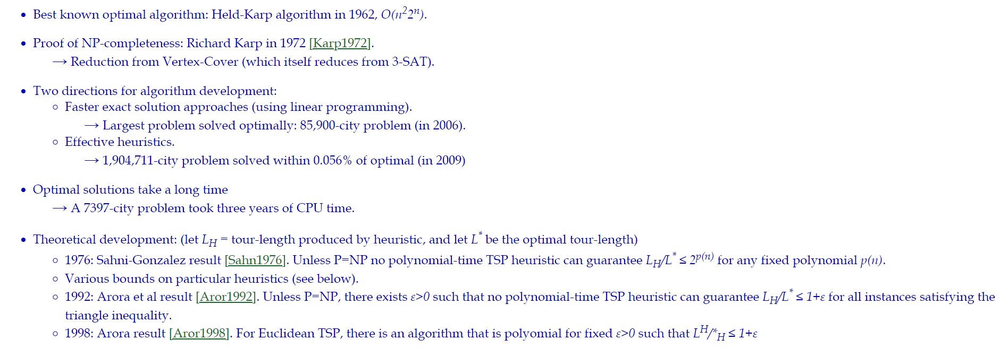 • Best known optimal algorithm: Held-Karp algorithm in 1962, O(n²2ⁿ).
• Proof of NP-completeness: Richard Karp in 1972 [Karp1972].
→ Reduction from Vertex-Cover (which itself reduces from 3-SAT).
• Two directions for algorithm development:
○ Faster exact solution approaches (using linear programming).
→ Largest problem solved optimally: 85,900-city problem (in 2006).
○ Effective heuristics.
→ 1,904,711-city problem solved within 0.056% of optimal (in 2009)
• Optimal solutions take a long time
→ A 7397-city problem took three years of CPU time.
• Theoretical development: (let L_H = tour-length produced by heuristic, and let L^* be the optimal tour-length)
○ 1976: Sahni-Gonzalez result [Sahn1976]. Unless P=NP no polynomial-time TSP heuristic can guarantee L_H/L^* ≤ 2^p(n) for any fixed polynomial p(n).
○ Various bounds on particular heuristics (see below).
○ 1992: Arora et al result [Aror1992]. Unless P=NP, there exists ε>0 such that no polynomial-time TSP heuristic can guarantee L_H/L^* ≤ 1+ε for all instances satisfying the
triangle inequality.
○ 1998: Arora result [Aror1998]. For Euclidean TSP, there is an algorithm that is polyomial for fixed ε>0 such that L^H/^*_H ≤ 1+ε